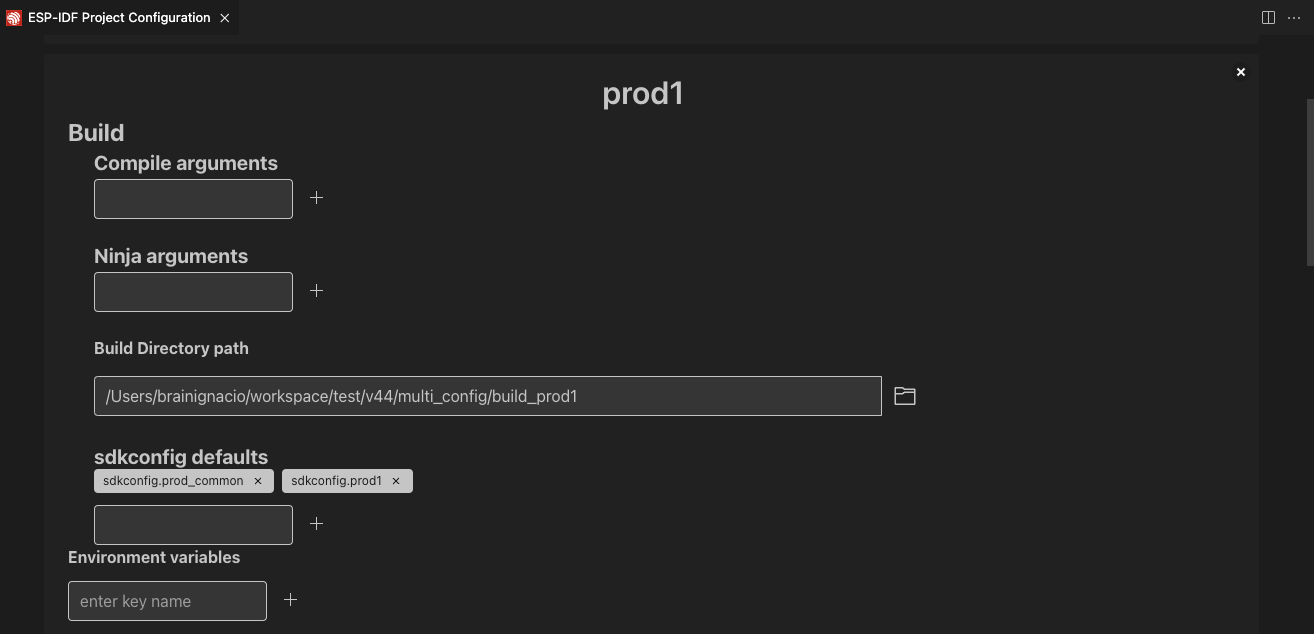 ESP-IDF Project Configuration
prod1
Build
Compile arguments
Ninja arguments
Build Directory path
/Users/brainignacio/workspace/test/v44/multi_config/build_prod1
sdkconfig defaults
sdkconfig.prod_common × sdkconfig.prod1 ×
Environment variables
enter key name